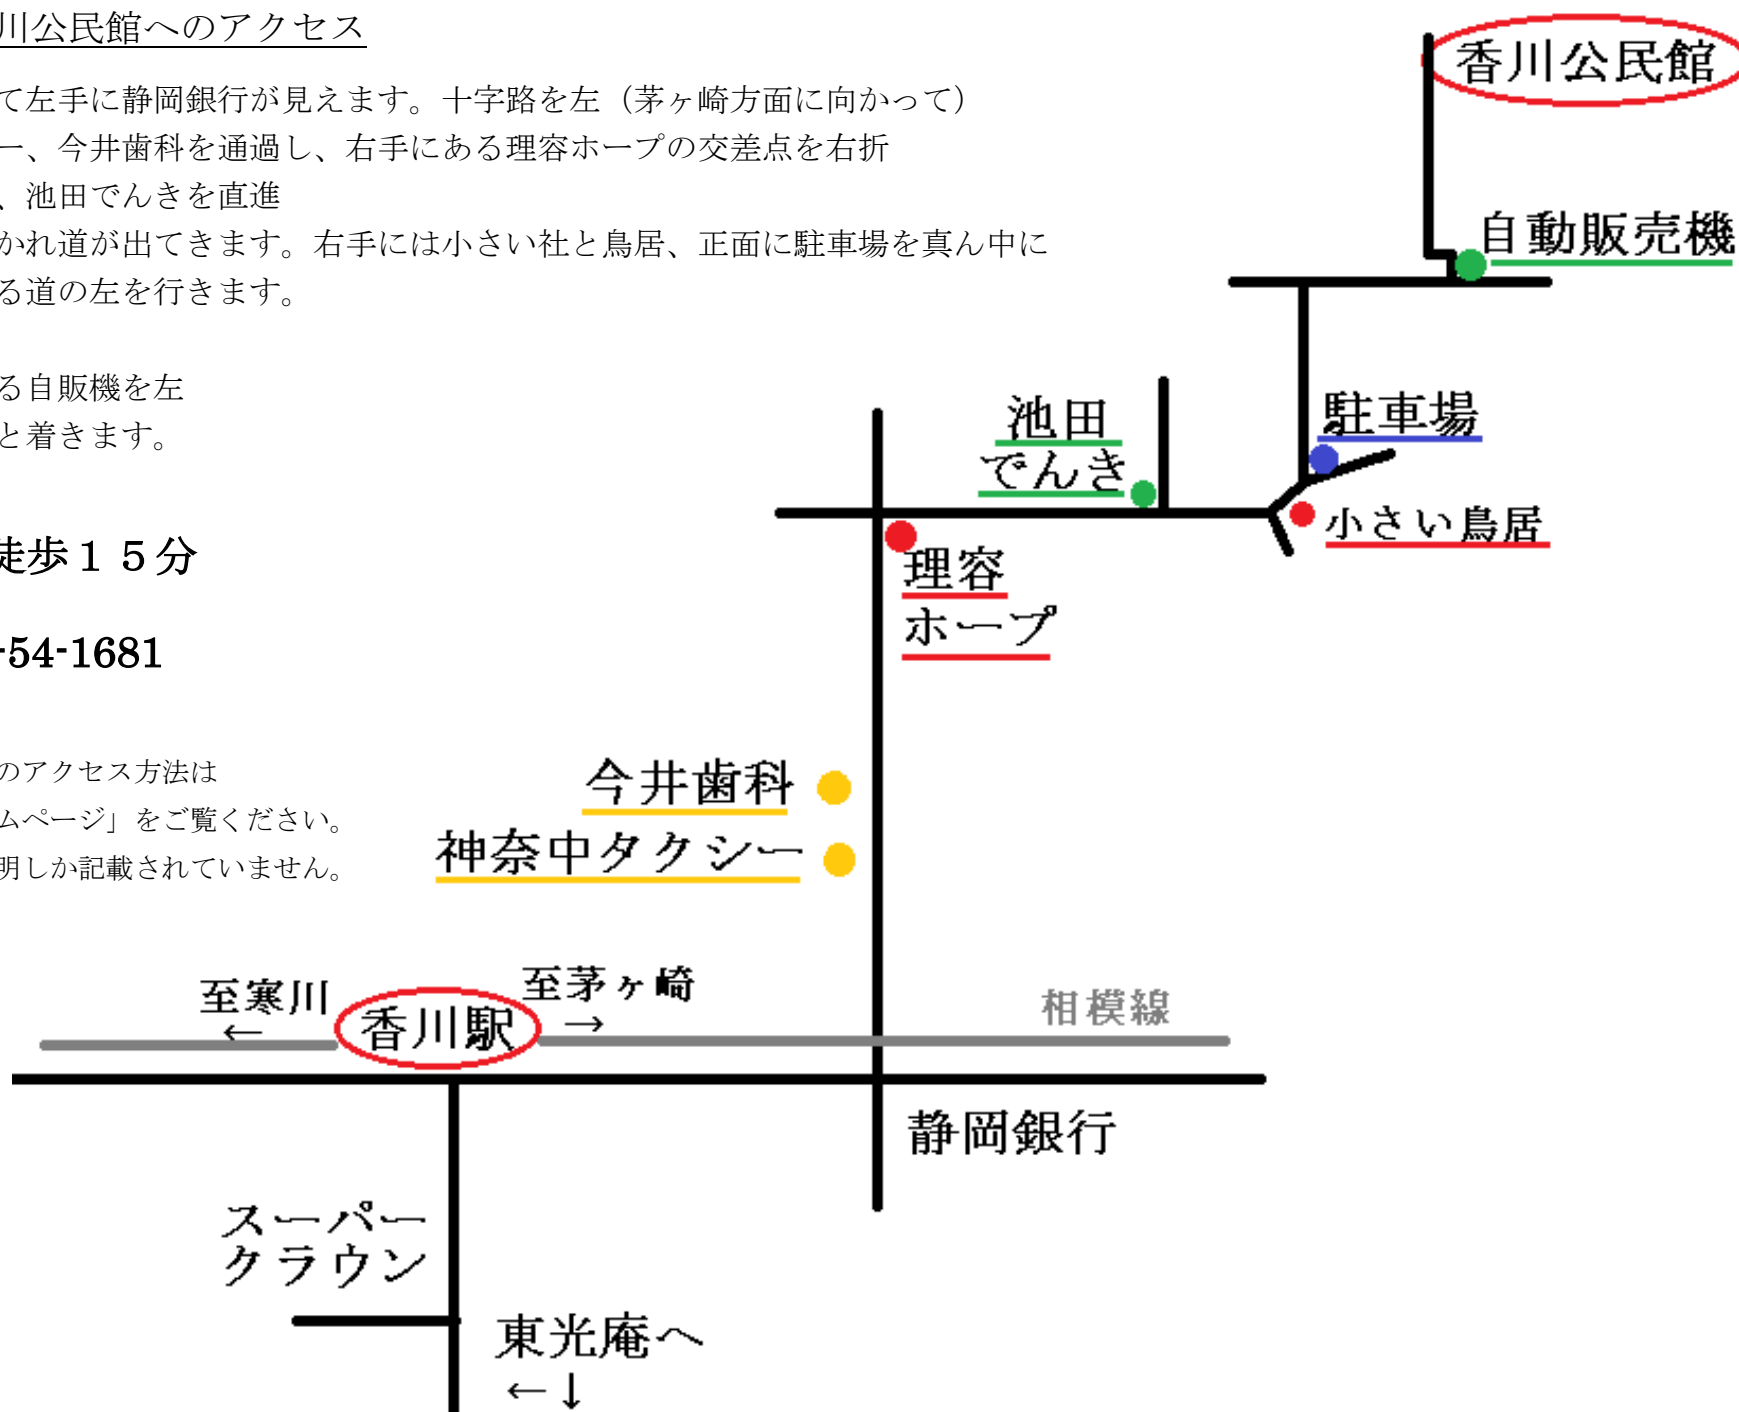 川公民館へのアクセス
て左手に静岡銀行が見えます。十字路を左（茅ヶ崎方面に向かって）
ー、今井歯科を通過し、右手にある理容ホープの交差点を右折
、池田でんきを直進
かれ道が出てきます。右手には小さい社と鳥居、正面に駐車場を真ん中に
る道の左を行きます。
る自販機を左
と着きます。
徒歩１５分
-54-1681
のアクセス方法は
ムページ」をご覧ください。
明しか記載されていません。
香川公民館
自動販売機
駐車場
池田
でんき
小さい鳥居
理容
ホープ
今井歯科
神奈中タクシー
至寒川
←
香川駅
至茅ヶ崎
→
相模線
静岡銀行
スーパー
クラウン
東光庵へ
←↓